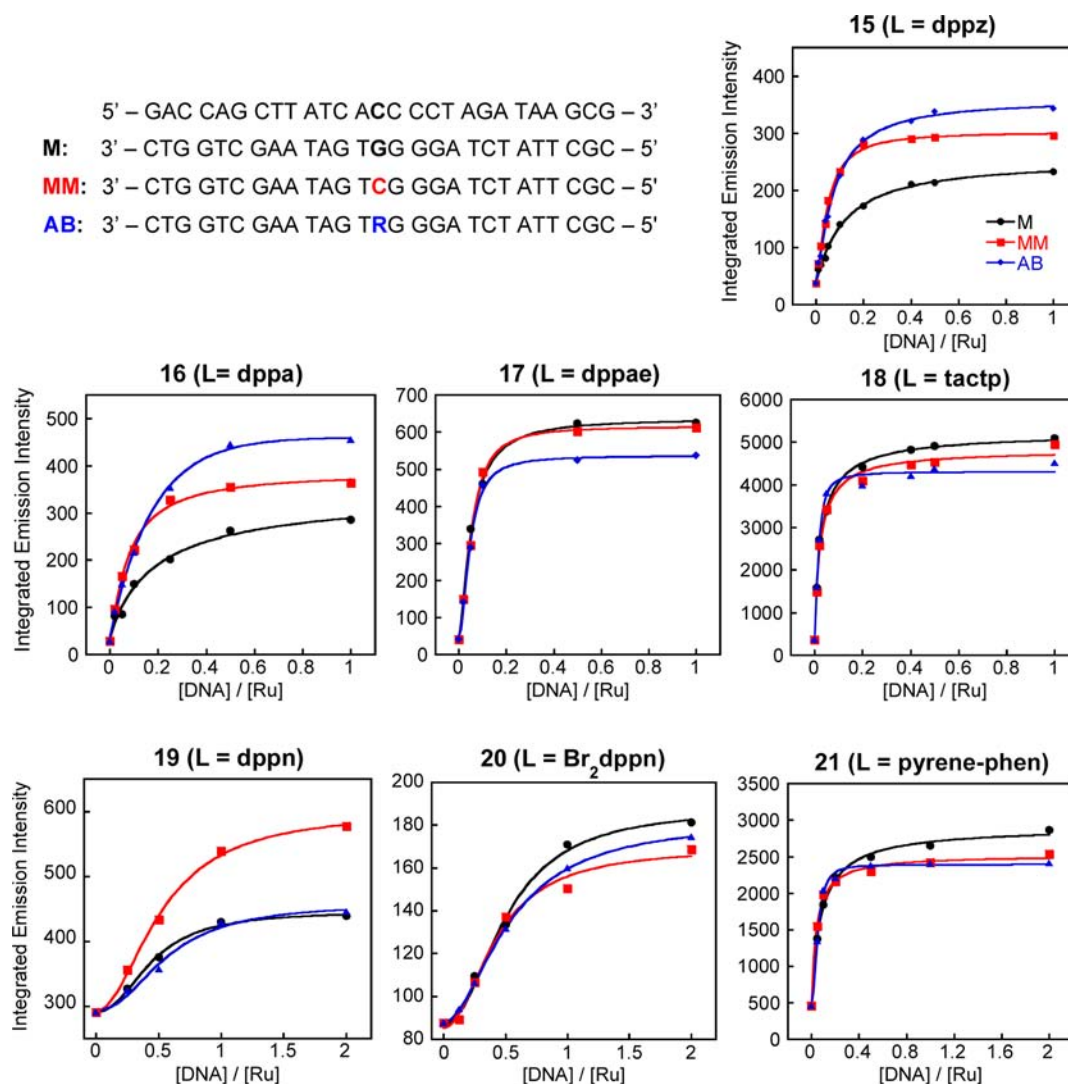 15 (L = dppz)
5' – GACCAGCTTATCACCCCTAGATAAGCG – 3'
M: 3' – CTG GTC GAA TAG TGG GGA TCT ATT CGC – 5'
MM: 3' – CTG GTC GAA TAG TCG GGA TCT ATT CGC – 5'
AB: 3' – CTG GTC GAA TAG TRG GGA TCT ATT CGC – 5'
Integrated Emission Intensity
400
300
200
100
0
M
MM
AB
0 0.2 0.4 0.6 0.8 1
[DNA] / [Ru]
16 (L= dppa)
17 (L = dppae)
18 (L = tactp)
Integrated Emission Intensity
500
400
300
200
100
0
0 0.2 0.4 0.6 0.8 1
[DNA] / [Ru]
700
600
500
400
300
200
100
0
0 0.2 0.4 0.6 0.8 1
[DNA] / [Ru]
6000
5000
4000
3000
2000
1000
0
0 0.2 0.4 0.6 0.8 1
[DNA] / [Ru]
19 (L = dppn)
20 (L = Br2dppn)
21 (L = pyrene-phen)
Integrated Emission Intensity
600
500
400
300
0 0.5 1 1.5 2
[DNA] / [Ru]
200
180
160
140
120
100
80
0 0.5 1 1.5 2
[DNA] / [Ru]
3500
3000
2500
2000
1500
1000
500
0
0 0.4 0.8 1.2 1.6 2
[DNA] / [Ru]